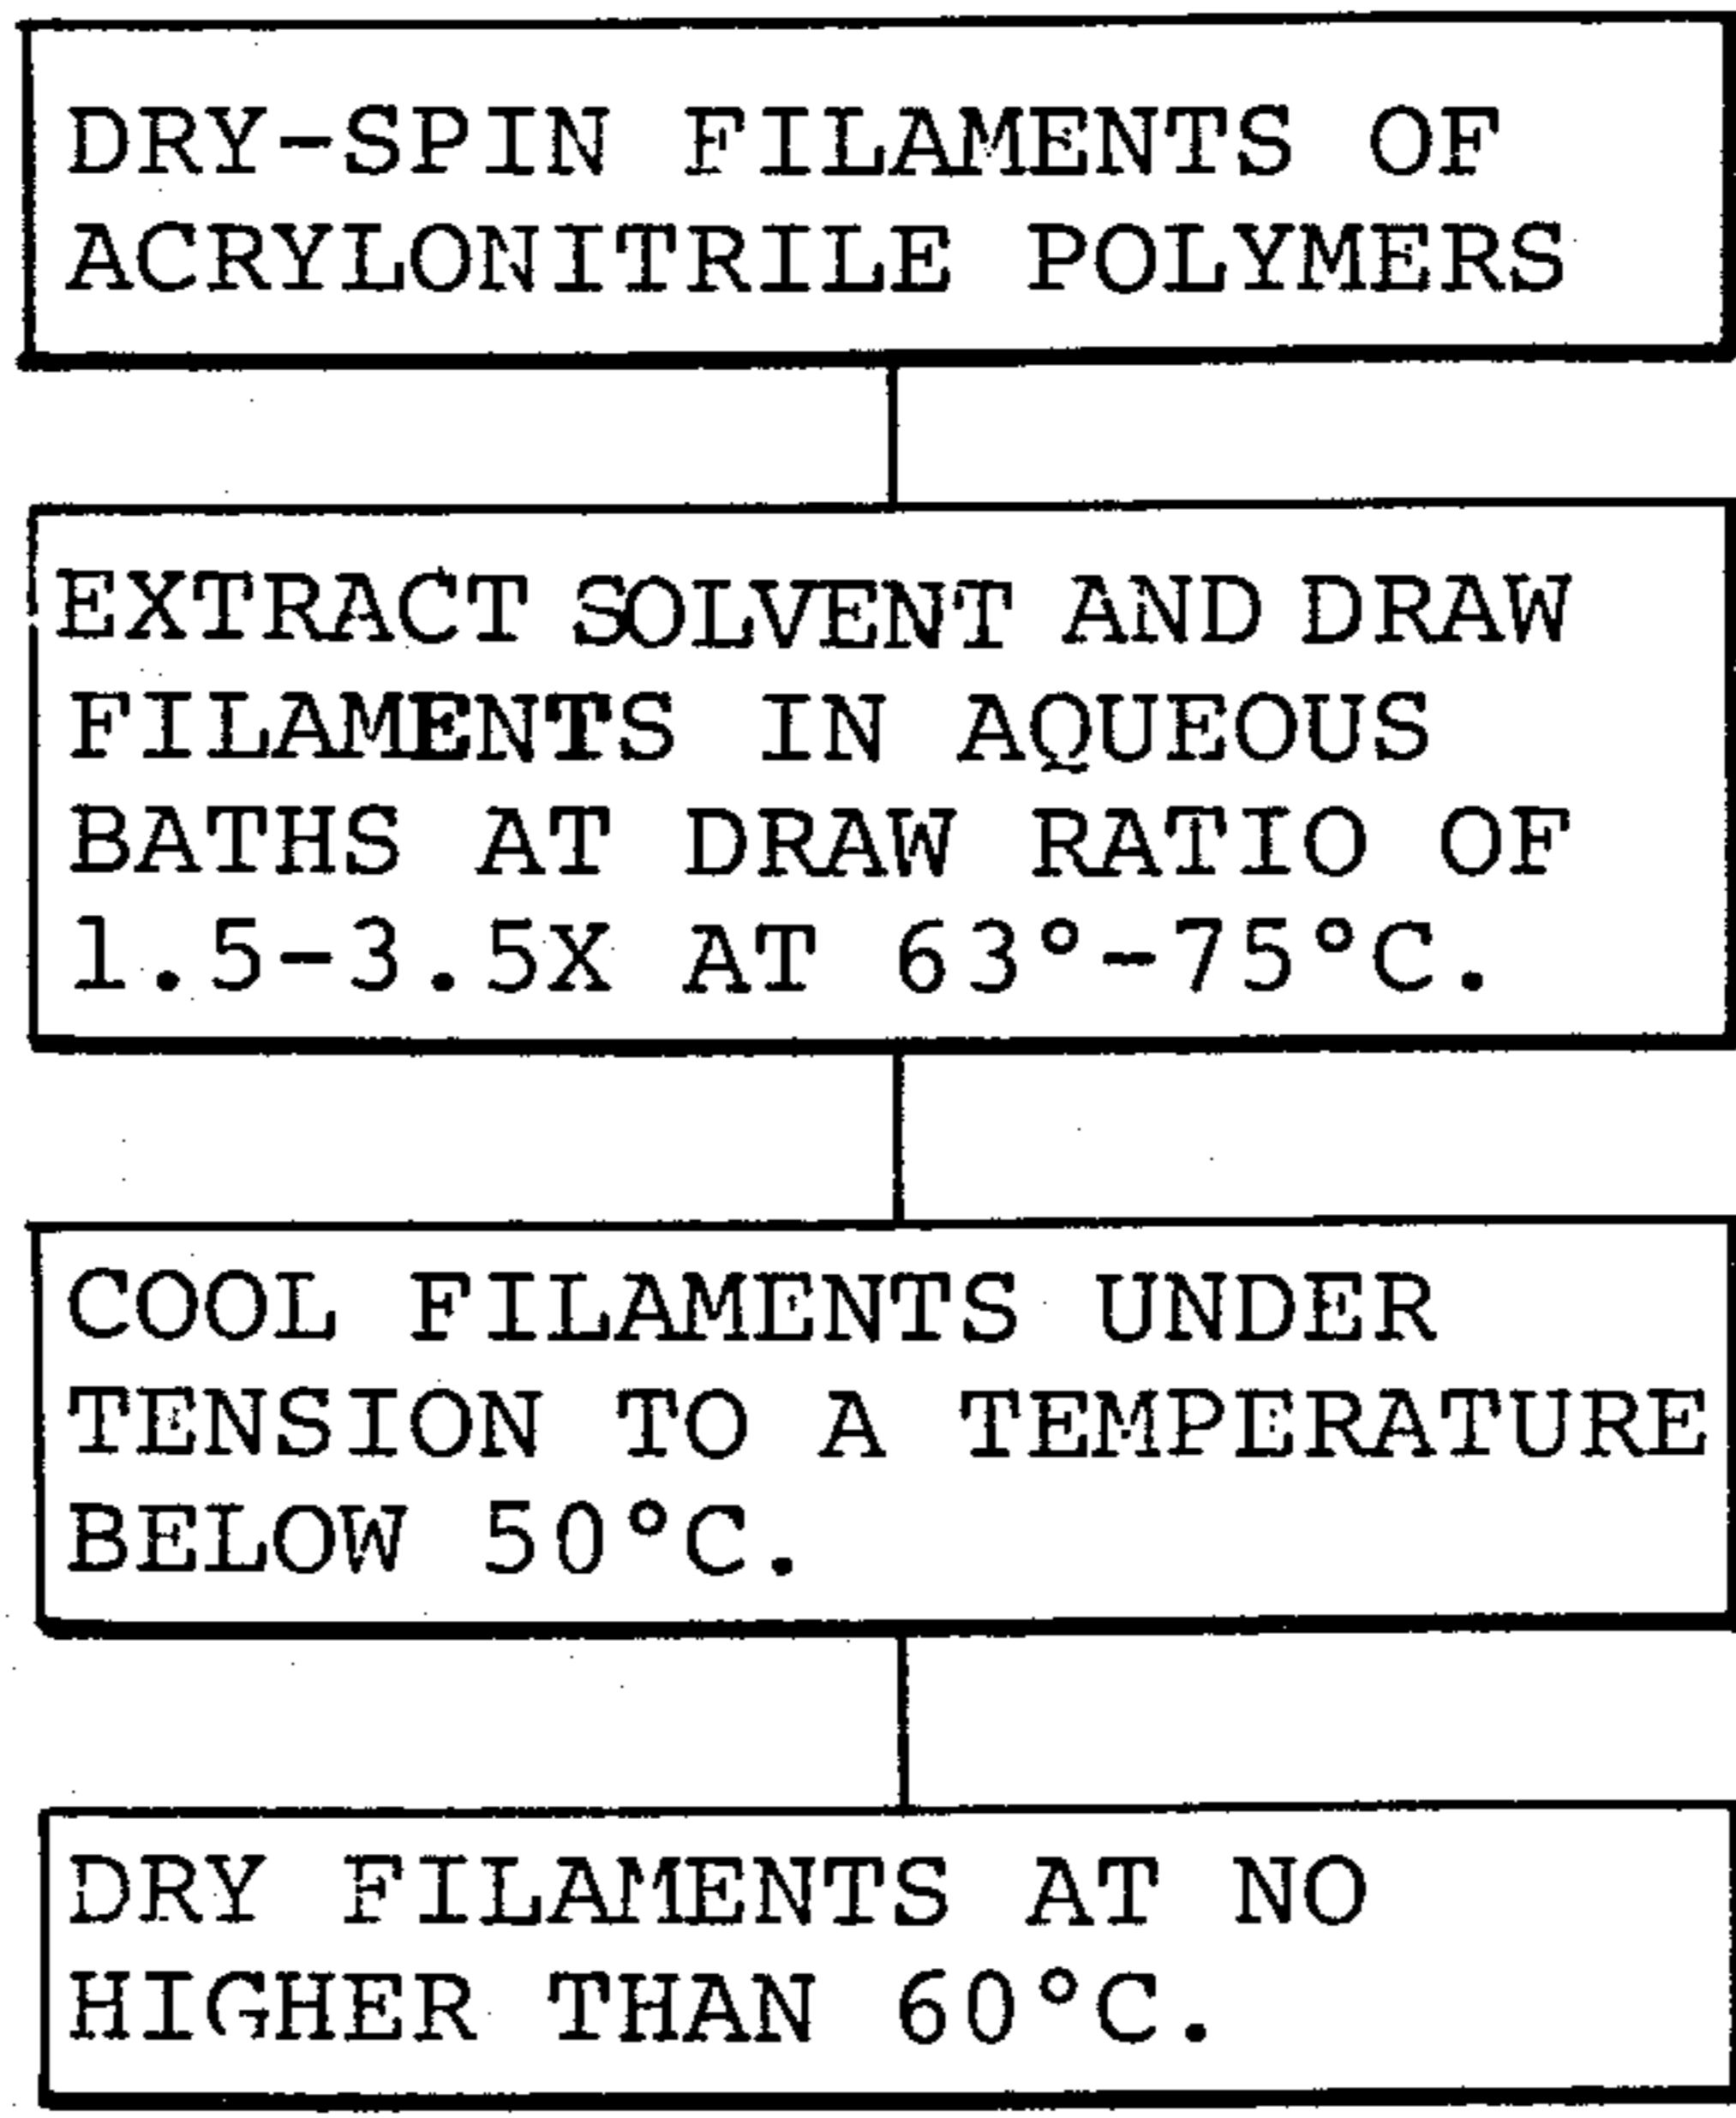 DRY-SPIN FILAMENTS OF
ACRYLONITRILE POLYMERS
EXTRACT SOLVENT AND DRAW
FILAMENTS IN AQUEOUS
BATHS AT DRAW RATIO OF
1.5-3.5X AT 63°-75°C.
COOL FILAMENTS UNDER
TENSION TO A TEMPERATURE
BELOW 50°C.
DRY FILAMENTS AT NO
HIGHER THAN 60°C.